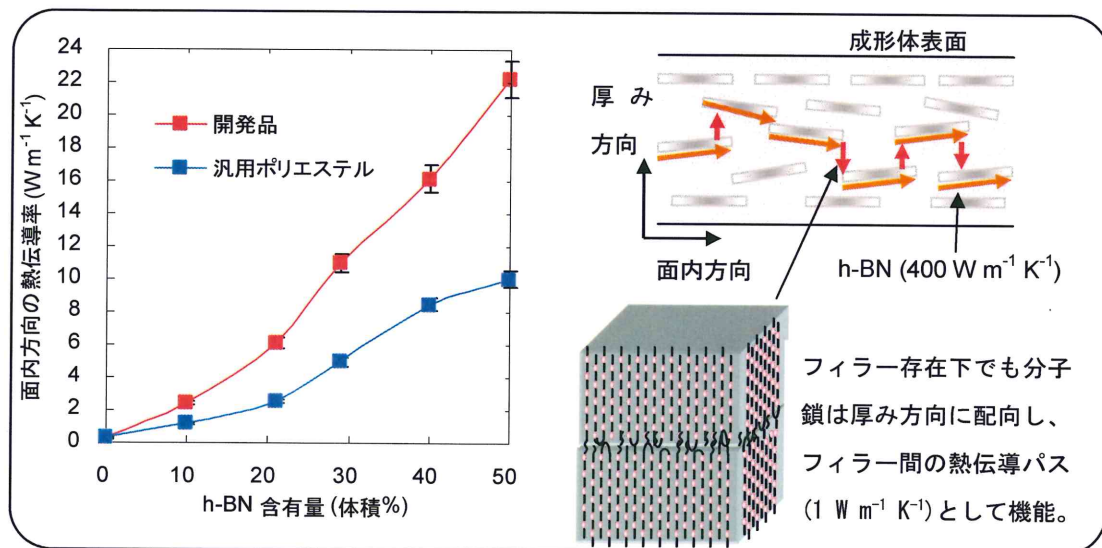 24
22
20
18
16
14
12
10
8
6
4
2
0
面内方向の熱伝導率 (W m⁻¹ K⁻¹)
開発品
汎用ポリエステル
0 10 20 30 40 50
h-BN 含有量 (体積%)
成形体表面
厚 み
方向
面内方向
h-BN (400 W m⁻¹ K⁻¹)
フィラー存在下でも分子
鎖は厚み方向に配向し、
フィラー間の熱伝導パス
(1 W m⁻¹ K⁻¹)として機能。